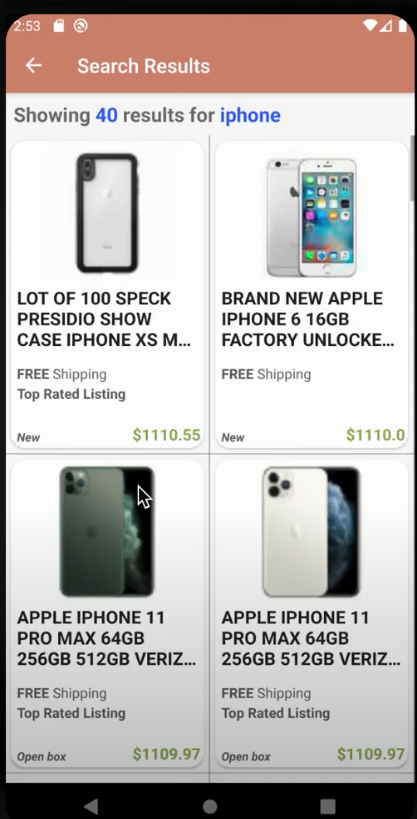 2:53
Search Results
Showing 40 results for iphone
LOT OF 100 SPECK
PRESIDIO SHOW
CASE IPHONE XS M...
FREE Shipping
Top Rated Listing
New
$1110.55
BRAND NEW APPLE
IPHONE 6 16GB
FACTORY UNLOCKE...
FREE Shipping
New
$1110.0
APPLE IPHONE 11
PRO MAX 64GB
256GB 512GB VERIZ...
FREE Shipping
Top Rated Listing
Open box
$1109.97
APPLE IPHONE 11
PRO MAX 64GB
256GB 512GB VERIZ...
FREE Shipping
Top Rated Listing
Open box
$1109.97